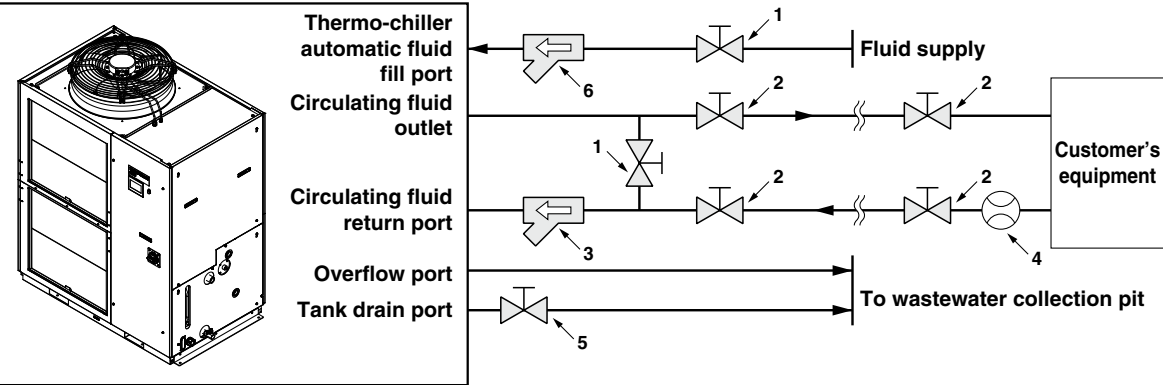 Thermo-chiller
automatic fluid
fill port
1
Fluid supply
6
Circulating fluid
outlet
2
2
1
Customer's
equipment
Circulating fluid
return port
2
2
3
4
Overflow port
Tank drain port
To wastewater collection pit
5